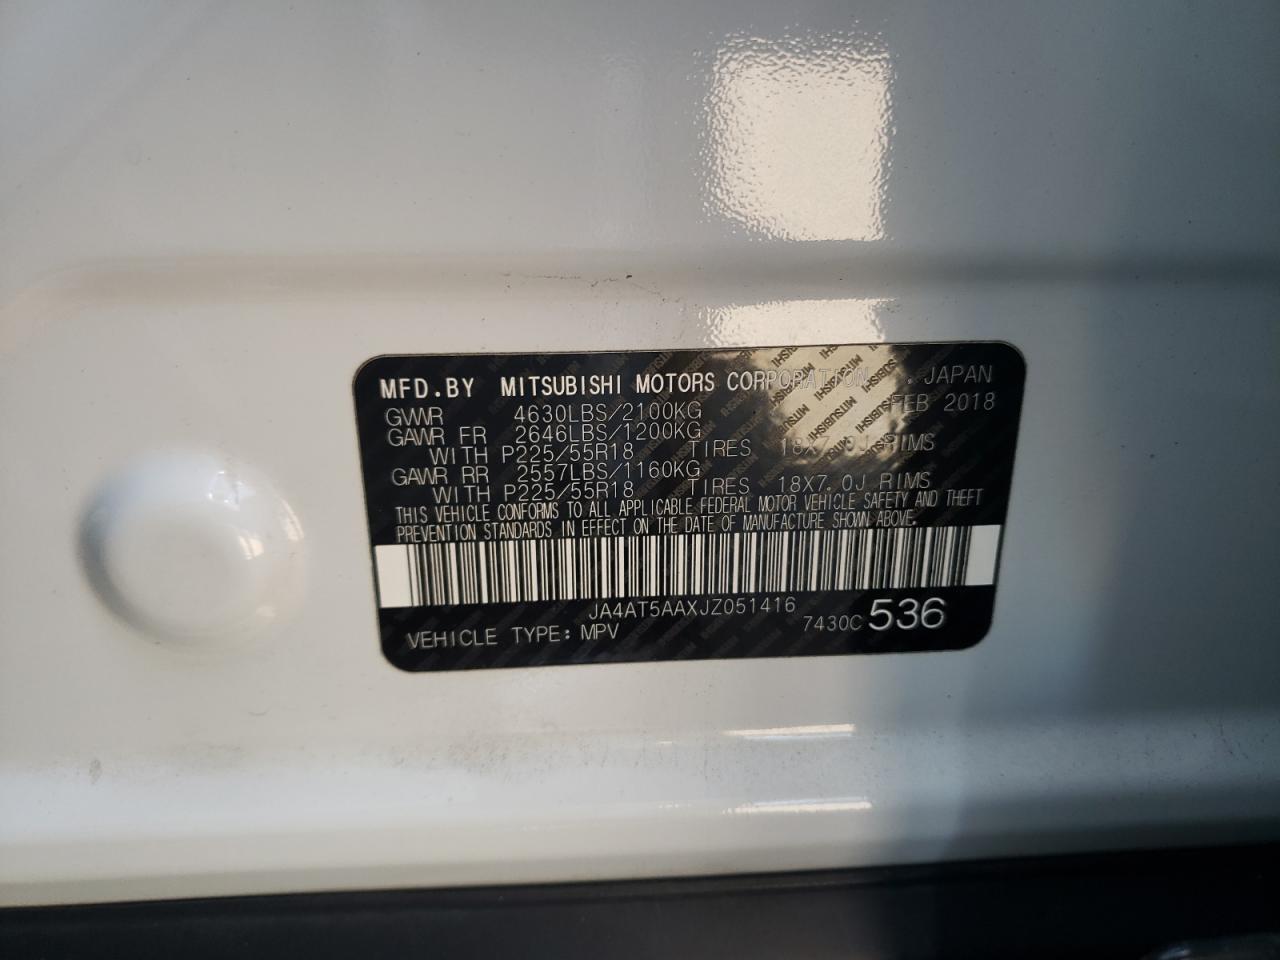 MFD.BY MITSUBISHI MOTORS CORPORATION, JAPAN
GVWR 4630LBS/2100KG FEB 2018
GAWR FR 2646LBS/1200KG
WITH P225/55R18 TIRES 18X7.0J RIMS
GAWR RR 2557LBS/1160KG
WITH P225/55R18 TIRES 18X7.0J RIMS
THIS VEHICLE CONFORMS TO ALL APPLICABLE FEDERAL MOTOR VEHICLE SAFETY AND THEFT
PREVENTION STANDARDS IN EFFECT ON THE DATE OF MANUFACTURE SHOWN ABOVE.
JA4AT5AAXJZ051416
VEHICLE TYPE: MPV 7430C 536